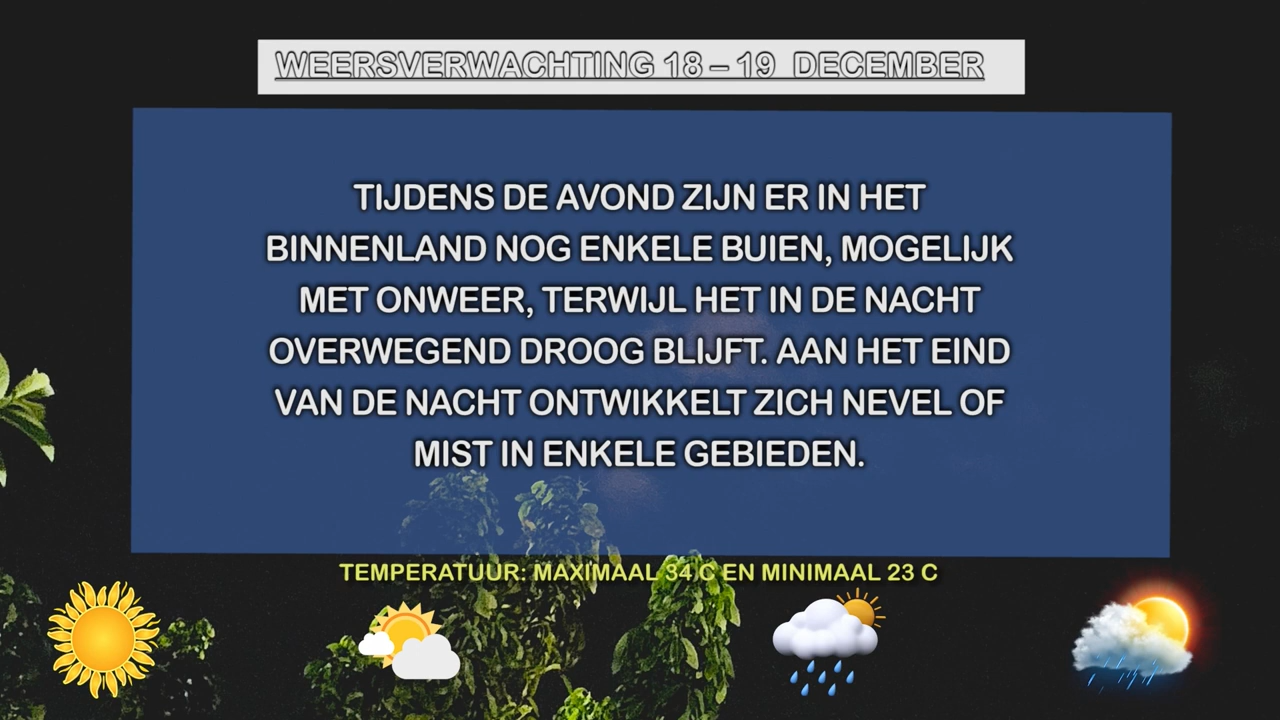 WEERSVERWACHTING 18 – 19 DECEMBER
TIJDENS DE AVOND ZIJN ER IN HET
BINNENLAND NOG ENKELE BUIEN, MOGELIJK
MET ONWEER, TERWIJL HET IN DE NACHT
OVERWEGEND DROOG BLIJFT. AAN HET EIND
VAN DE NACHT ONTWIKKELT ZICH NEVEL OF
MIST IN ENKELE GEBIEDEN.
TEMPERATUUR: MAXIMAAL 34 C EN MINIMAAL 23 C